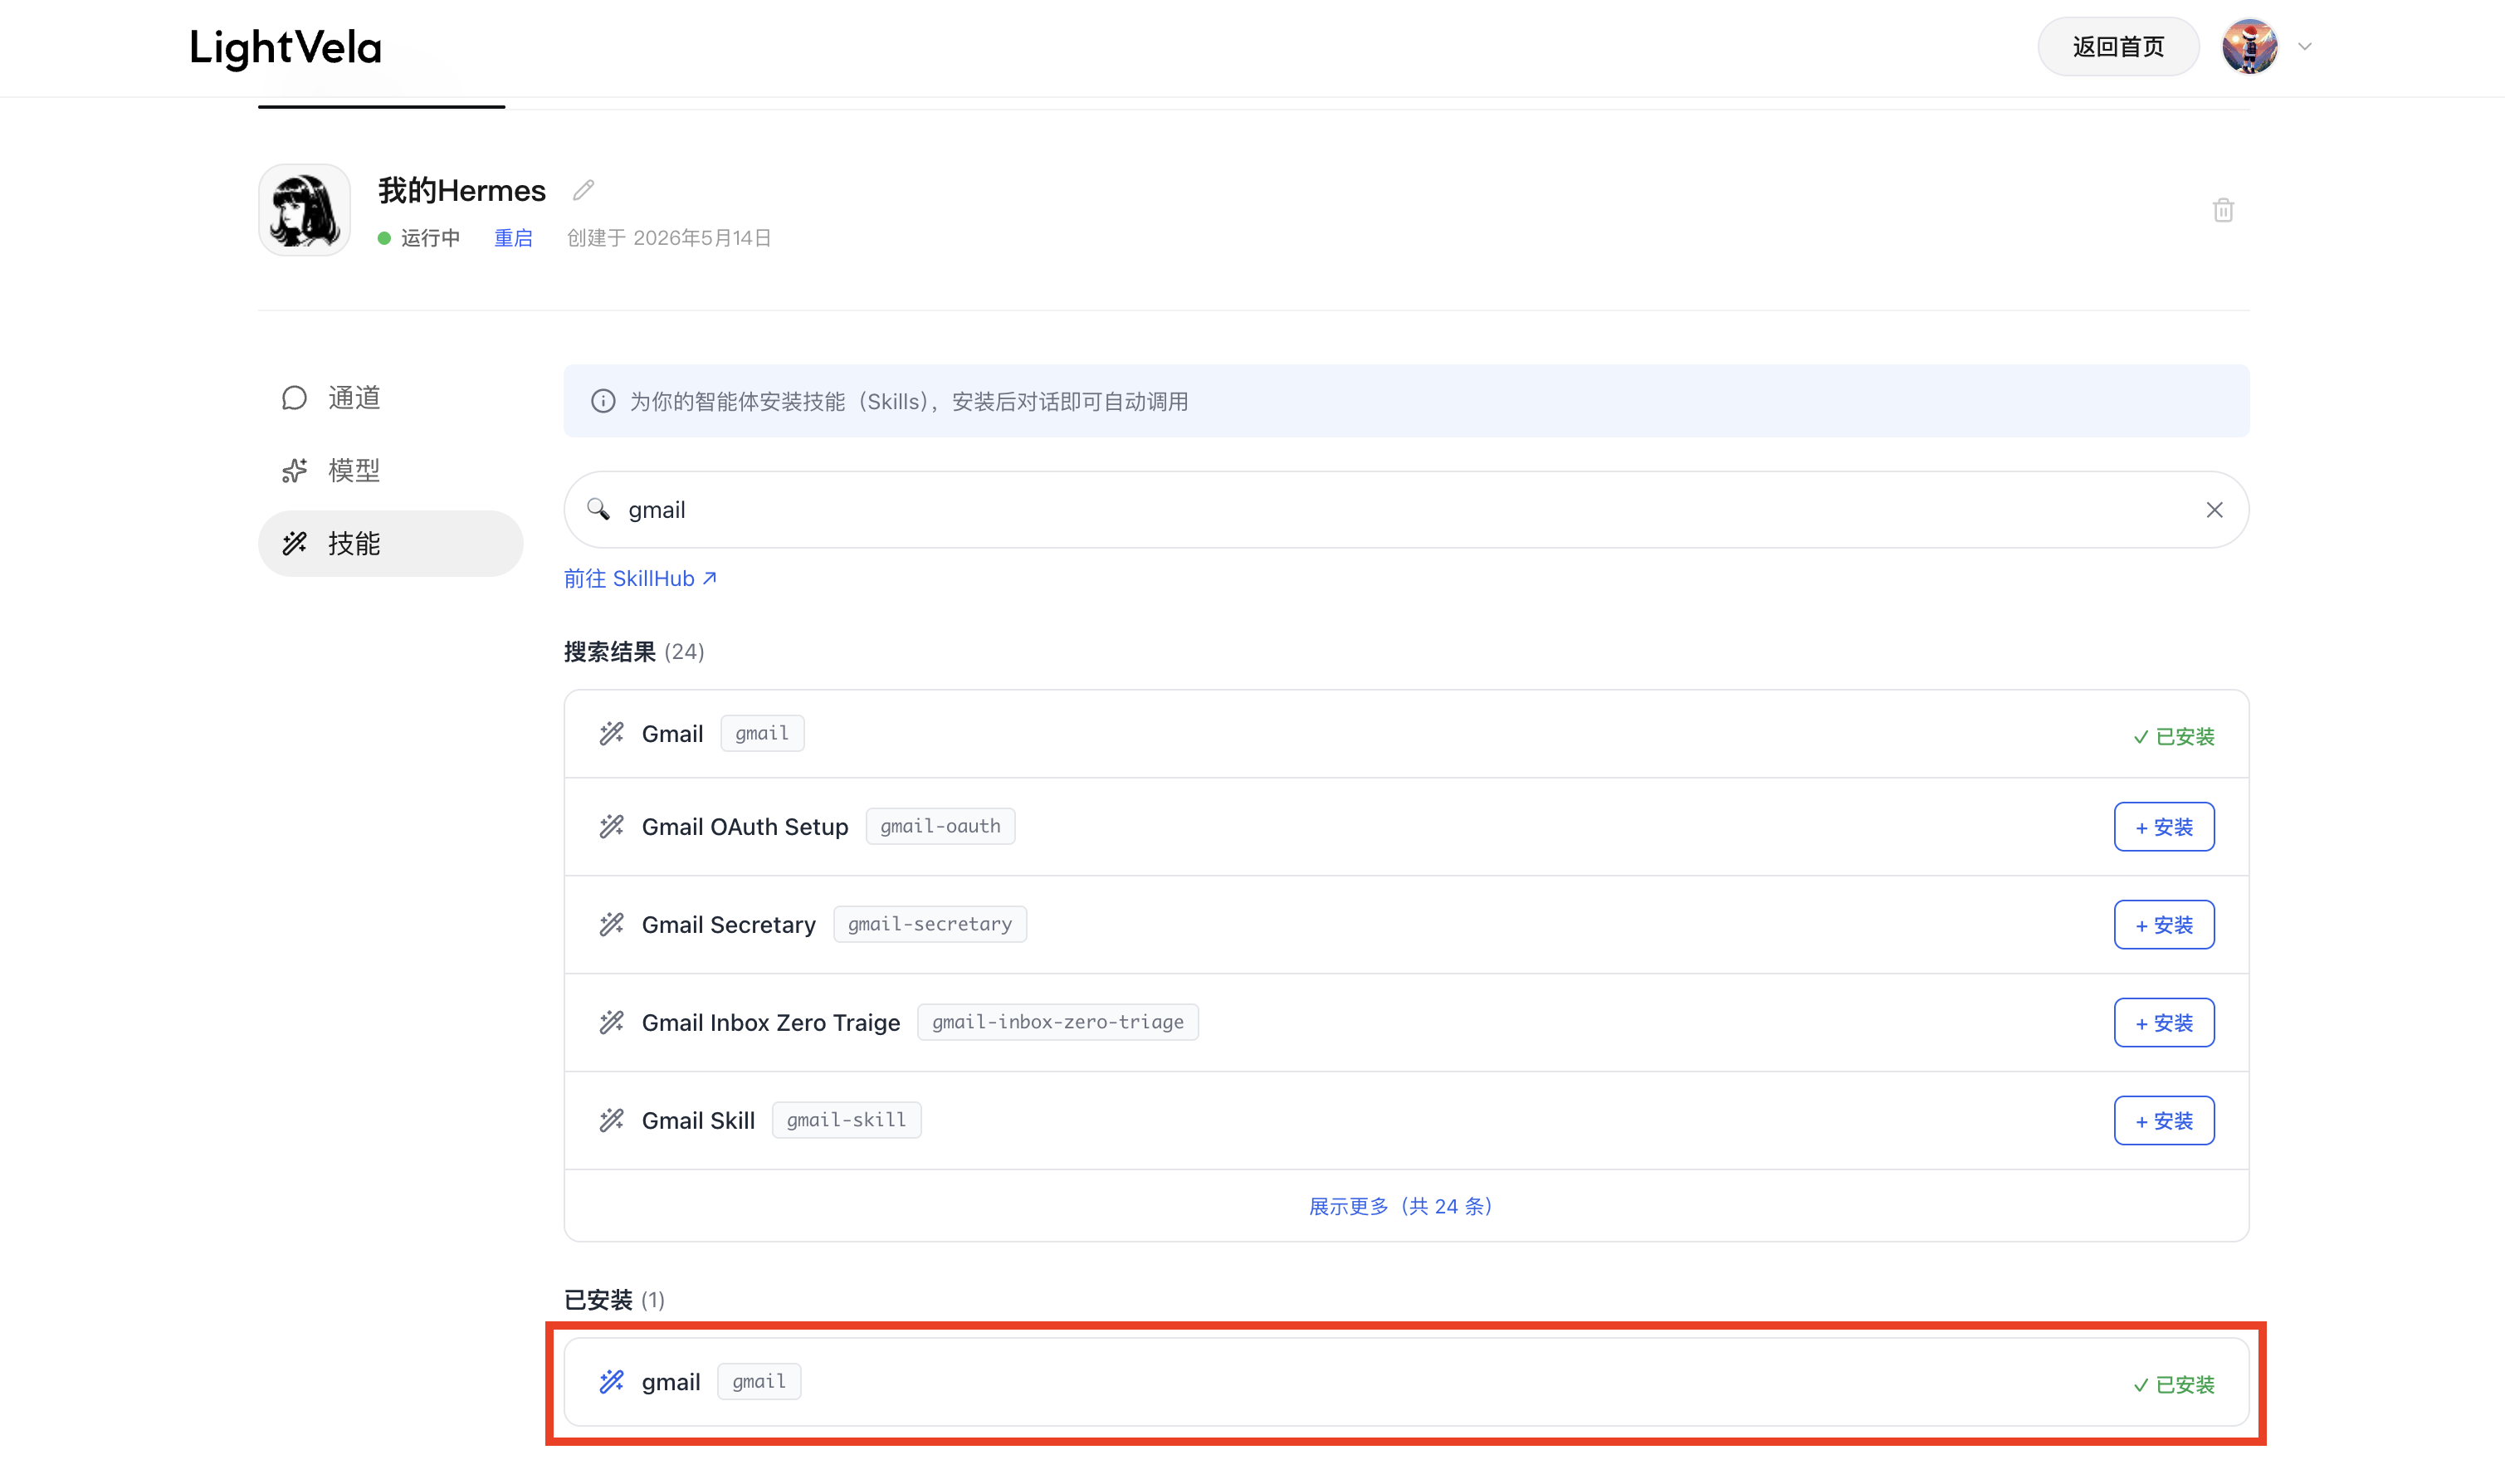 LightVela
返回首页
我的Hermes
运行中 重启 创建于 2026年5月14日
通道
模型
技能
为你的智能体安装技能（Skills），安装后对话即可自动调用
gmail
前往 SkillHub ↗
搜索结果 (24)
Gmail gmail ✓ 已安装
Gmail OAuth Setup gmail-oauth + 安装
Gmail Secretary gmail-secretary + 安装
Gmail Inbox Zero Traige gmail-inbox-zero-triage + 安装
Gmail Skill gmail-skill + 安装
展示更多（共 24 条）
已安装 (1)
gmail gmail ✓ 已安装